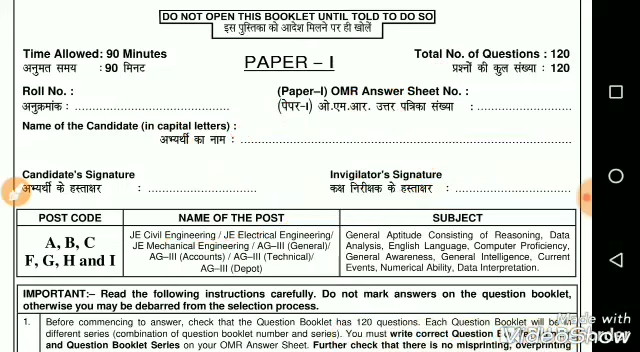 DO NOT OPEN THIS BOOKLET UNTIL TOLD TO DO SO
इस पुस्तिका को आदेश मिलने पर ही खोलें
Time Allowed: 90 Minutes
Total No. of Questions : 120
PAPER – I
अनुमत समय : 90 मिनट
प्रश्नों की कुल संख्या : 120
Roll No. :
(Paper–I) OMR Answer Sheet No. :
अनुक्रमांक: ........................................
(पेपर–I) ओ.एम.आर. उत्तर पत्रिका संख्या : ........................
Name of the Candidate (in capital letters) :
अभ्यर्थी का नाम: ................................................................
Candidate's Signature
Invigilator's Signature
अभ्यर्थी के हस्ताक्षर : ............................
कक्ष निरीक्षक के हस्ताक्षर : ............................
POST CODE NAME OF THE POST SUBJECT
A, B, C
F, G, H and I
JE Civil Engineering / JE Electrical Engineering/
JE Mechanical Engineering / AG–III (General)/
AG–III (Accounts) / AG–III (Technical)/
AG–III (Depot)
General Aptitude Consisting of Reasoning, Data
Analysis, English Language, Computer Proficiency,
General Awareness, General Intelligence, Current
Events, Numerical Ability, Data Interpretation.
IMPORTANT:– Read the following instructions carefully. Do not mark answers on the question booklet,
otherwise you may be debarred from the selection process.
1. Before commencing to answer, check that the Question Booklet has 120 questions. Each Question Booklet will be in
different series (combination of question booklet number and series). You must write correct Question
and Question Booklet Series on your OMR Answer Sheet. Further check that there is no misprinting, overprinting
Made with
VideoShow